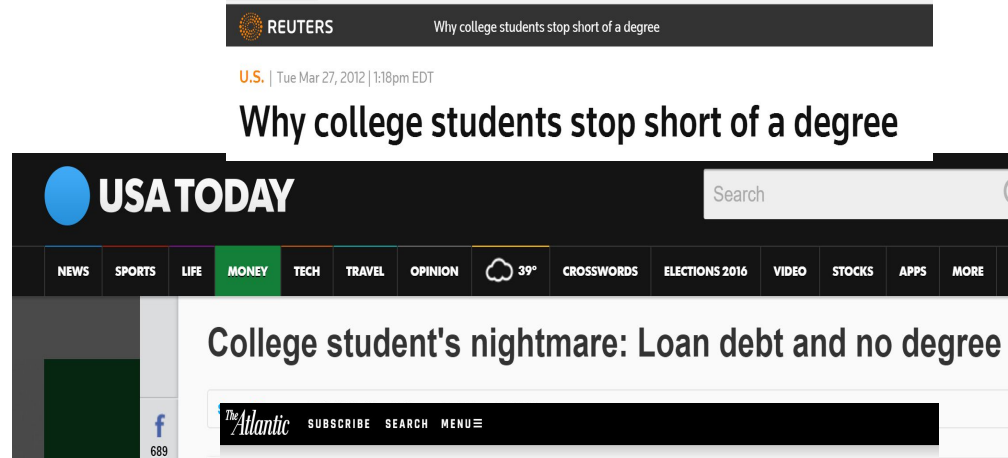 REUTERS Why college students stop short of a degree
U.S. | Tue Mar 27, 2012 | 1:18pm EDT
Why college students stop short of a degree
USA TODAY Search
NEWS SPORTS LIFE MONEY TECH TRAVEL OPINION 39° CROSSWORDS ELECTIONS 2016 VIDEO STOCKS APPS MORE
College student's nightmare: Loan debt and no degree
The Atlantic SUBSCRIBE SEARCH MENU
f
689